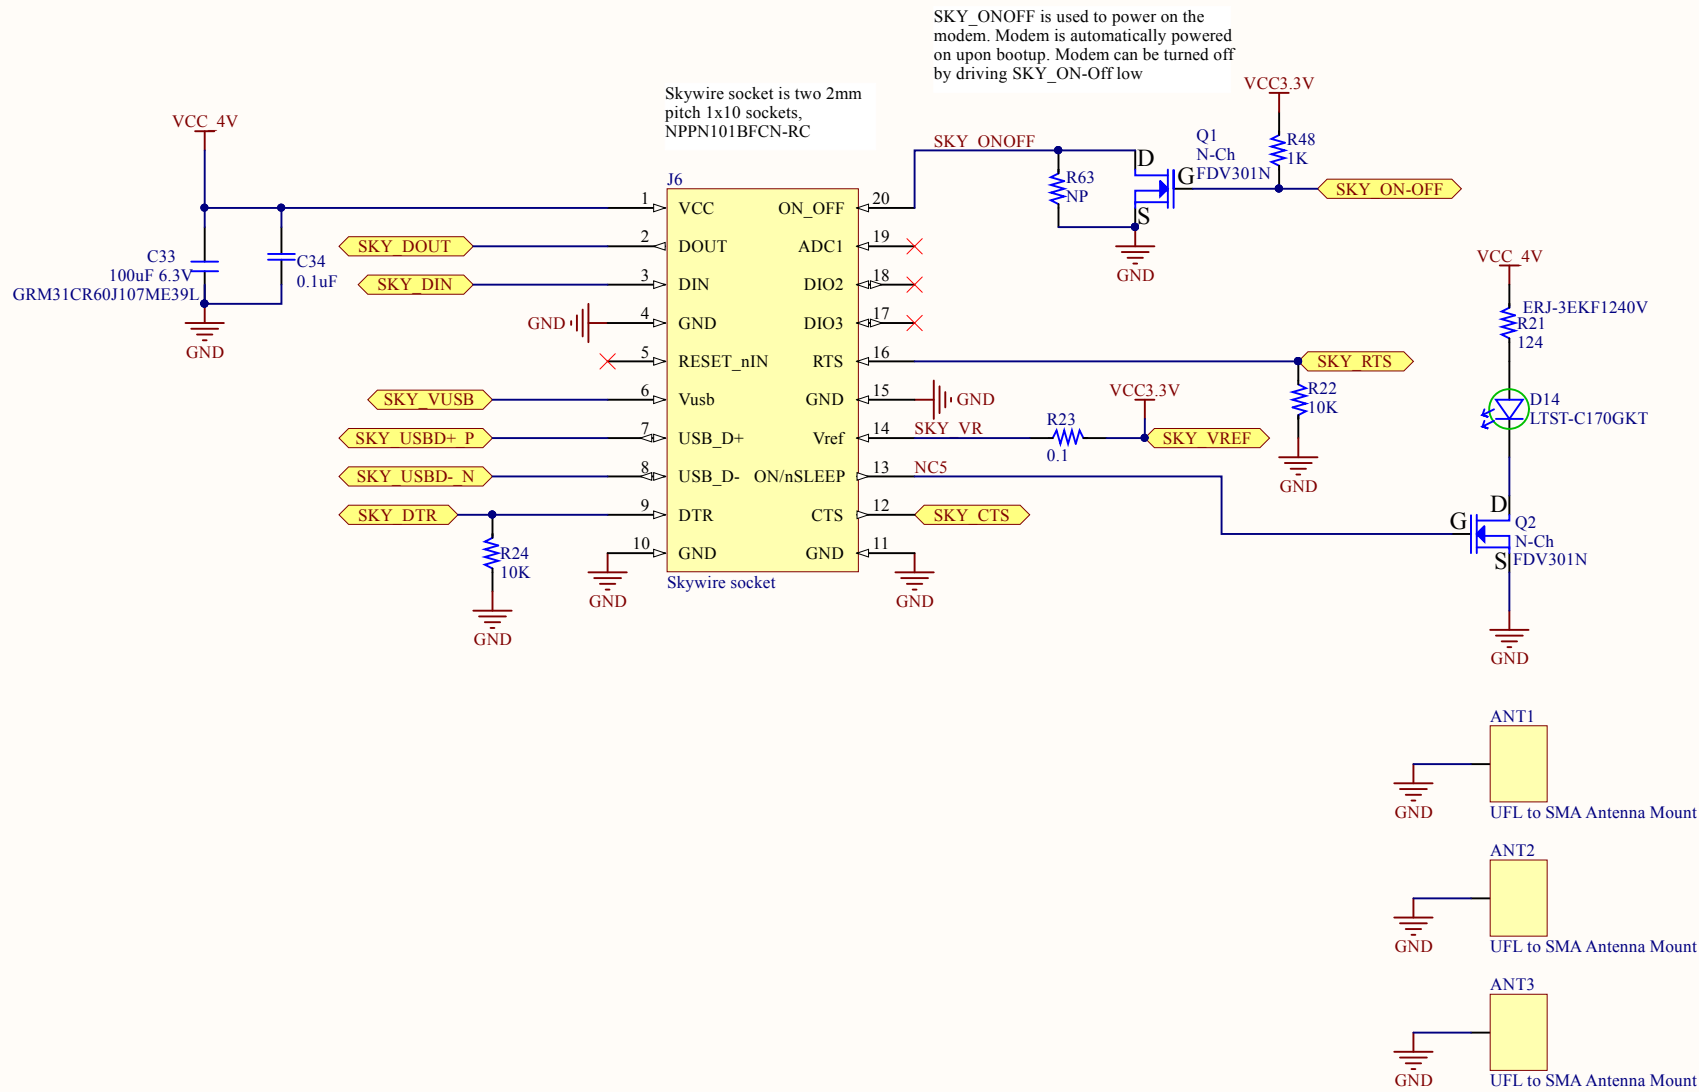 SKY_ONOFF is used to power on the
modem. Modem is automatically powered
on upon bootup. Modem can be turned off
by driving SKY_ON-Off low
Skywire socket is two 2mm
pitch 1x10 sockets,
NPPN101BFCN-RC
VCC_4V
C33
100uF 6.3V
GRM31CR60J107ME39L
C34
0.1uF
GND
SKY_DOUT
SKY_DIN
GND
SKY_VUSB
SKY_USBD+_P
SKY_USBD-_N
SKY_DTR
R24
10K
GND
GND
J6
1 VCC ON_OFF 20
2 DOUT ADC1 19
3 DIN DIO2 18
4 GND DIO3 17
5 RESET_nIN RTS 16
6 Vusb GND 15
7 USB_D+ Vref 14
8 USB_D- ON/nSLEEP 13
9 DTR CTS 12
10 GND GND 11
Skywire socket
GND
SKY_ONOFF
R63
NP
D
G
S
Q1
N-Ch
FDV301N
GND
VCC3.3V
R48
1K
SKY_ON-OFF
SKY_RTS
R22
10K
GND
GND
SKY_VR
R23
0.1
VCC3.3V
SKY_VREF
NC5
SKY_CTS
VCC_4V
ERJ-3EKF1240V
R21
124
D14
LTST-C170GKT
D
G
S
Q2
N-Ch
FDV301N
GND
ANT1
GND
UFL to SMA Antenna Mount
ANT2
GND
UFL to SMA Antenna Mount
ANT3
GND
UFL to SMA Antenna Mount